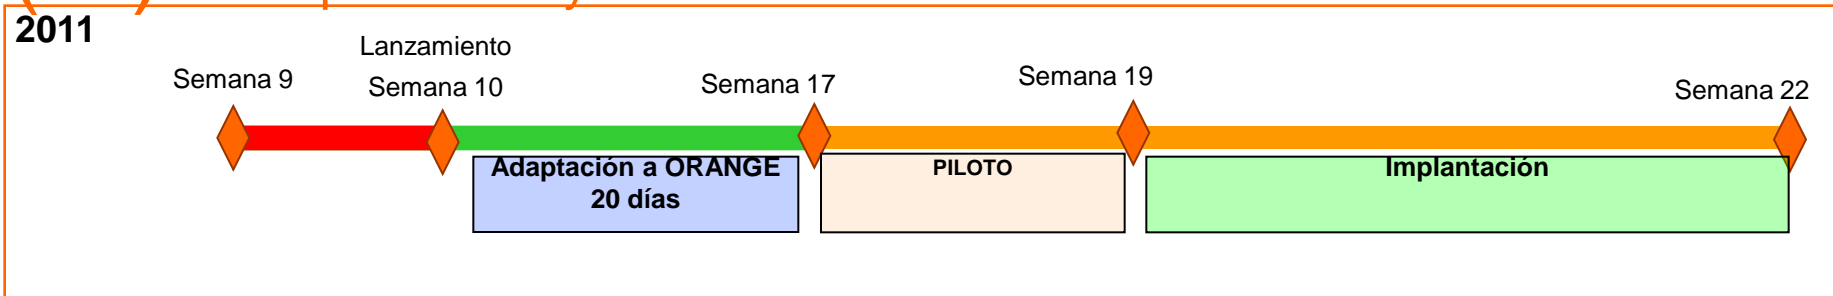 2011
Lanzamiento
Semana 9
Semana 10
Semana 17
Semana 19
Semana 22
Adaptación a ORANGE
20 días
PILOTO
Implantación